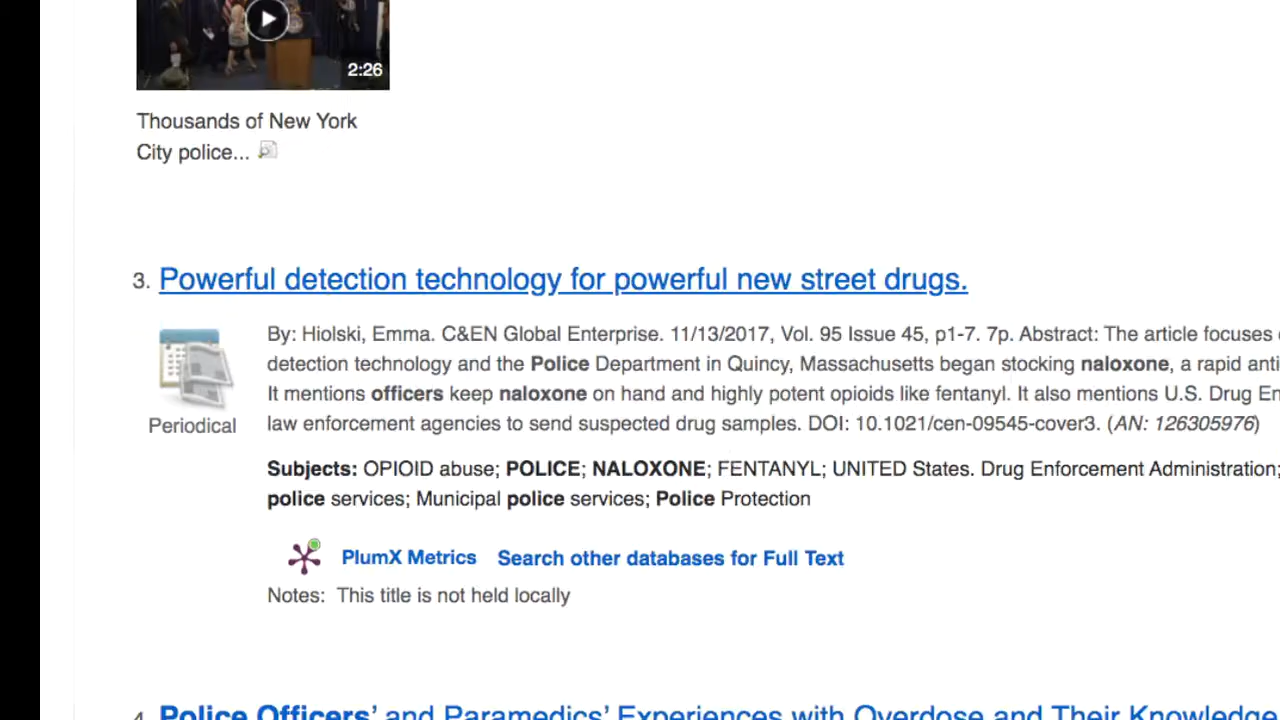 2:26
Thousands of New York
City police...
3. Powerful detection technology for powerful new street drugs.
By: Hiolski, Emma. C&EN Global Enterprise. 11/13/2017, Vol. 95 Issue 45, p1-7. 7p. Abstract: The article focuses
detection technology and the Police Department in Quincy, Massachusetts began stocking naloxone, a rapid anti
It mentions officers keep naloxone on hand and highly potent opioids like fentanyl. It also mentions U.S. Drug En
law enforcement agencies to send suspected drug samples. DOI: 10.1021/cen-09545-cover3. (AN: 126305976)
Periodical
Subjects: OPIOID abuse; POLICE; NALOXONE; FENTANYL; UNITED States. Drug Enforcement Administration;
police services; Municipal police services; Police Protection
PlumX Metrics Search other databases for Full Text
Notes: This title is not held locally
4. Police Officers' and Paramedics' Experiences with Overdose and Their Knowledge